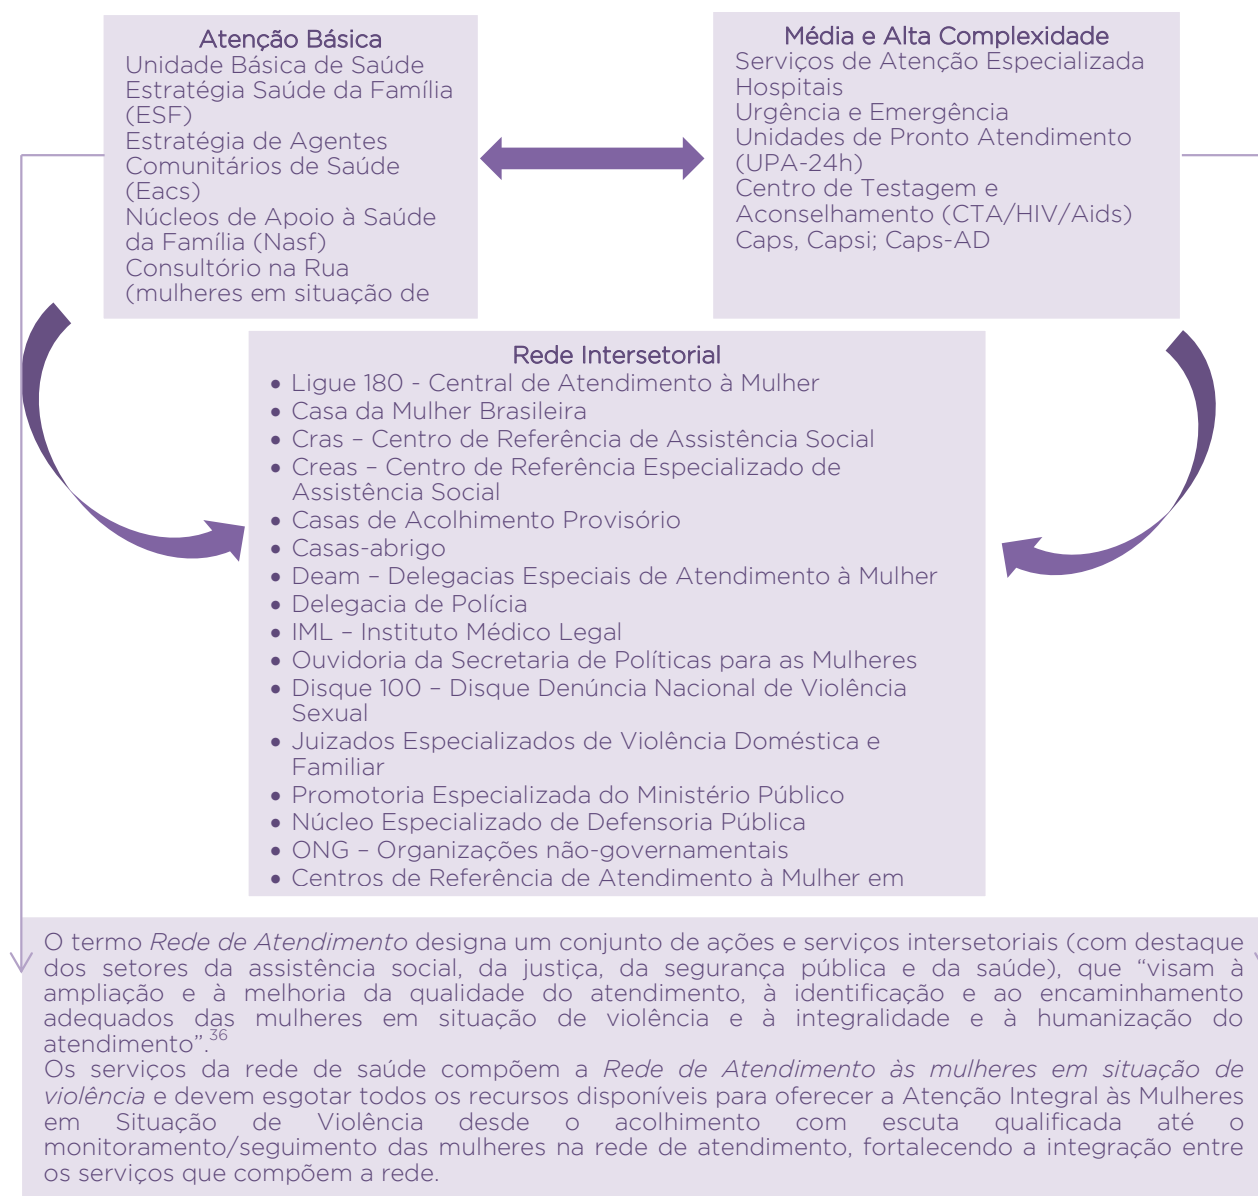 Atenção Básica
Unidade Básica de Saúde
Estratégia Saúde da Família
(ESF)
Estratégia de Agentes
Comunitários de Saúde
(Eacs)
Núcleos de Apoio à Saúde
da Família (Nasf)
Consultório na Rua
(mulheres em situação de
Média e Alta Complexidade
Serviços de Atenção Especializada
Hospitais
Urgência e Emergência
Unidades de Pronto Atendimento
(UPA-24h)
Centro de Testagem e
Aconselhamento (CTA/HIV/Aids)
Caps, Capsi; Caps-AD
Rede Intersetorial
• Ligue 180 - Central de Atendimento à Mulher
• Casa da Mulher Brasileira
• Cras – Centro de Referência de Assistência Social
• Creas – Centro de Referência Especializado de
Assistência Social
• Casas de Acolhimento Provisório
• Casas-abrigo
• Deam – Delegacias Especiais de Atendimento à Mulher
• Delegacia de Polícia
• IML – Instituto Médico Legal
• Ouvidoria da Secretaria de Políticas para as Mulheres
• Disque 100 – Disque Denúncia Nacional de Violência
Sexual
• Juizados Especializados de Violência Doméstica e
Familiar
• Promotoria Especializada do Ministério Público
• Núcleo Especializado de Defensoria Pública
• ONG – Organizações não-governamentais
• Centros de Referência de Atendimento à Mulher em
O termo Rede de Atendimento designa um conjunto de ações e serviços intersetoriais (com destaque
dos setores da assistência social, da justiça, da segurança pública e da saúde), que “visam à
ampliação e à melhoria da qualidade do atendimento, à identificação e ao encaminhamento
adequados das mulheres em situação de violência e à integralidade e à humanização do
atendimento”.36
Os serviços da rede de saúde compõem a Rede de Atendimento às mulheres em situação de
violência e devem esgotar todos os recursos disponíveis para oferecer a Atenção Integral às Mulheres
em Situação de Violência desde o acolhimento com escuta qualificada até o
monitoramento/seguimento das mulheres na rede de atendimento, fortalecendo a integração entre
os serviços que compõem a rede.